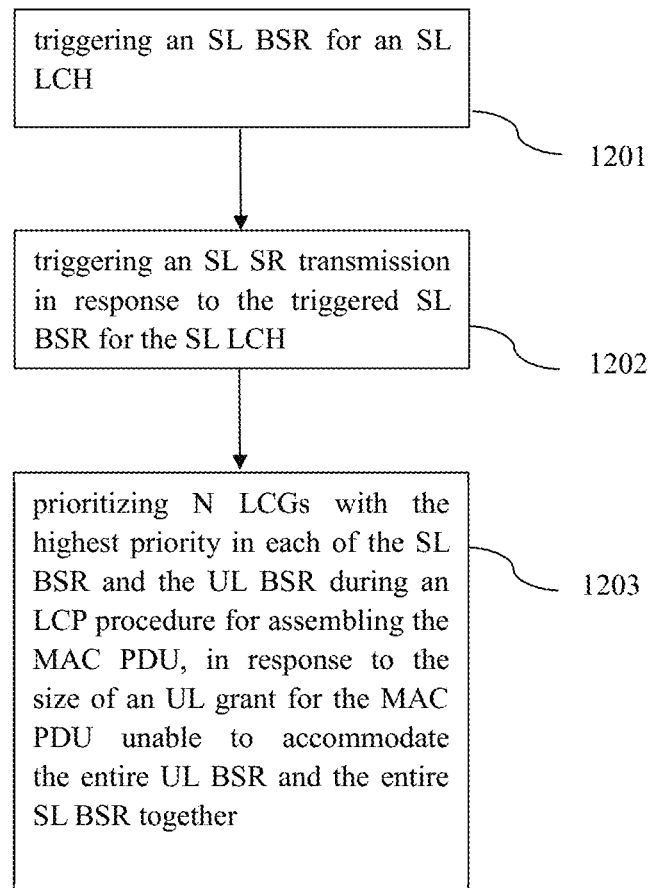 triggering an SL BSR for an SL
LCH
1201
triggering an SL SR transmission
in response to the triggered SL
BSR for the SL LCH
1202
prioritizing N LCGs with the
highest priority in each of the SL
BSR and the UL BSR during an
LCP procedure for assembling the
MAC PDU, in response to the
size of an UL grant for the MAC
PDU unable to accommodate
the entire UL BSR and the entire
SL BSR together
1203